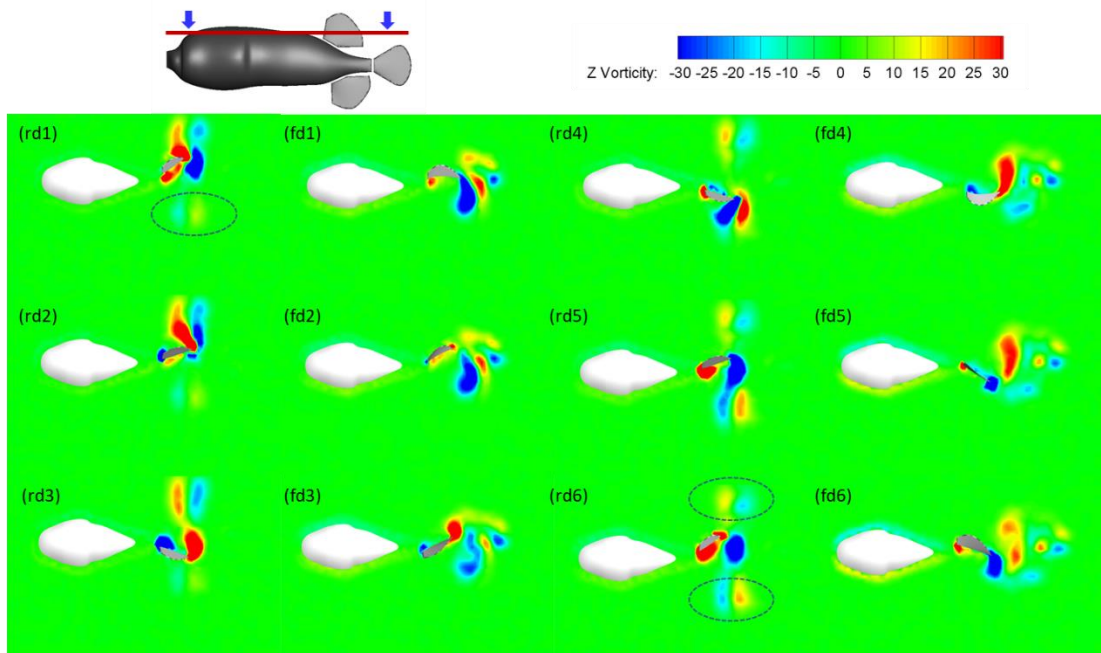 Z Vorticity: -30 -25 -20 -15 -10 -5 0 5 10 15 20 25 30
(rd1) (fd1) (rd4) (fd4)
(rd2) (fd2) (rd5) (fd5)
(rd3) (fd3) (rd6) (fd6)